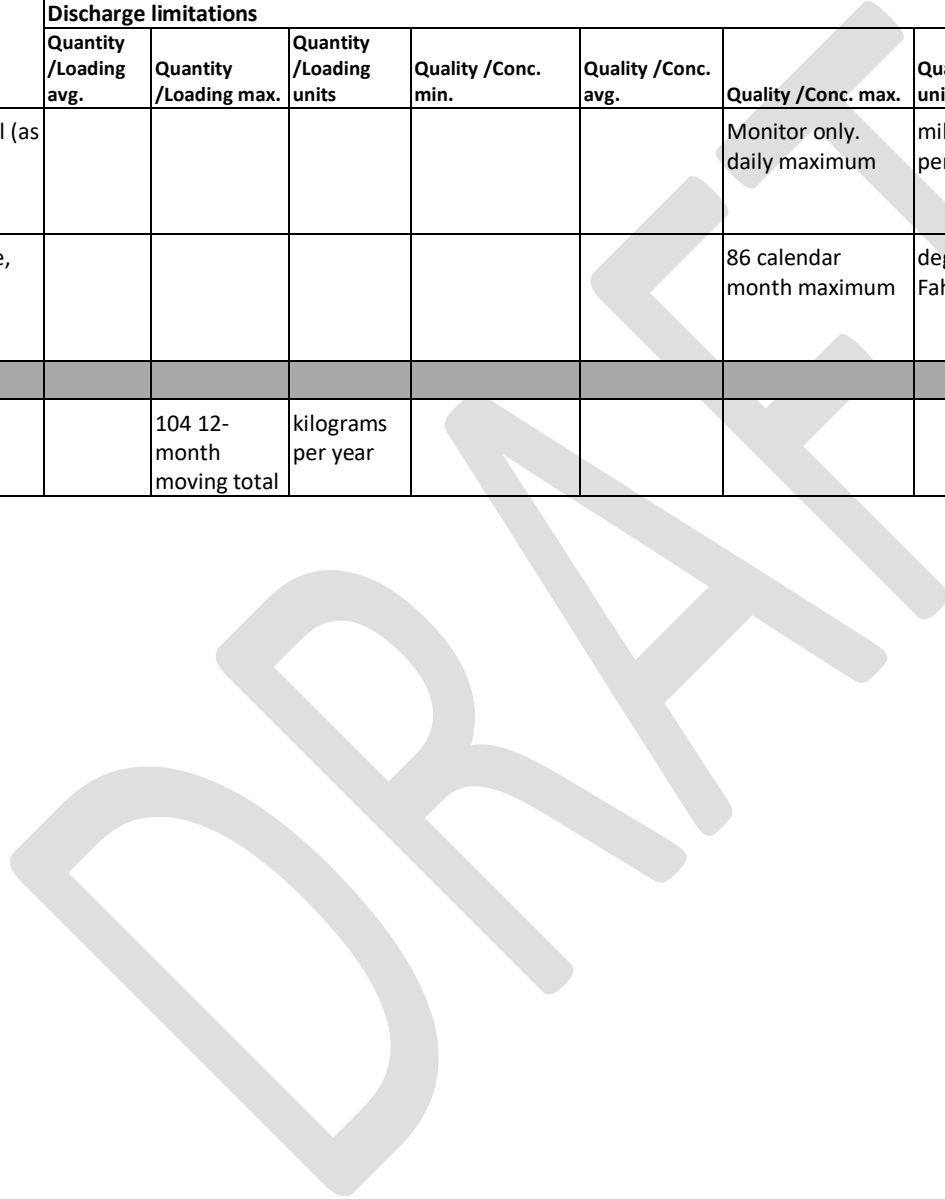 Discharge limitations
Quantity /Loading avg.
Quantity /Loading max.
Quantity /Loading units
Quality /Conc. min.
Quality /Conc. avg.
Quality /Conc. max.
l (as
Monitor only. daily maximum
e,
86 calendar month maximum
104 12-month moving total
kilograms per year
DRAFT